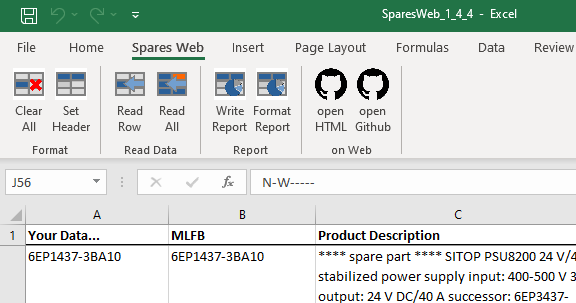 SparesWeb_1_4_4 - Excel
File Home Spares Web Insert Page Layout Formulas Data Review
Clear All Set Header Read Row Read All Write Report Format Report open HTML open Github
Format Read Data Report on Web
J56 fx N-W-----
A B C
1 Your Data... MLFB Product Description
6EP1437-3BA10 6EP1437-3BA10 **** spare part **** SITOP PSU8200 24 V/4
stabilized power supply input: 400-500 V 3
output: 24 V DC/40 A successor: 6EP3437-